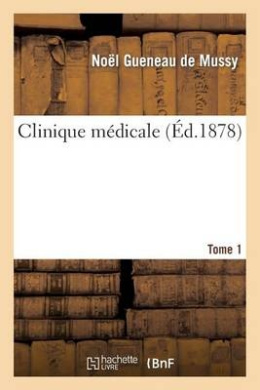 Noël Gueneau de Mussy
Clinique médicale (Éd.1878)
Tome 1
hachette
LIVRE
{BnF